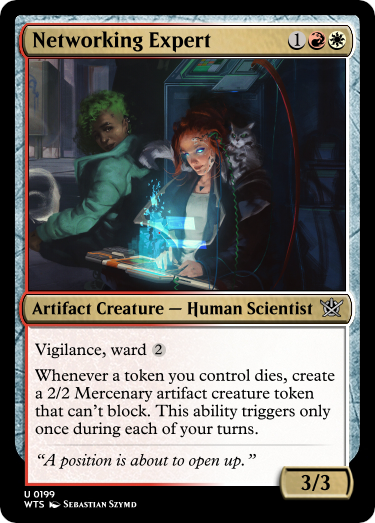 Networking Expert 1
Artifact Creature — Human Scientist
Vigilance, ward 2
Whenever a token you control dies, create
a 2/2 Mercenary artifact creature token
that can't block. This ability triggers only
once during each of your turns.
“A position is about to open up.”
3/3
U 0199
WTS Sebastian Szymd